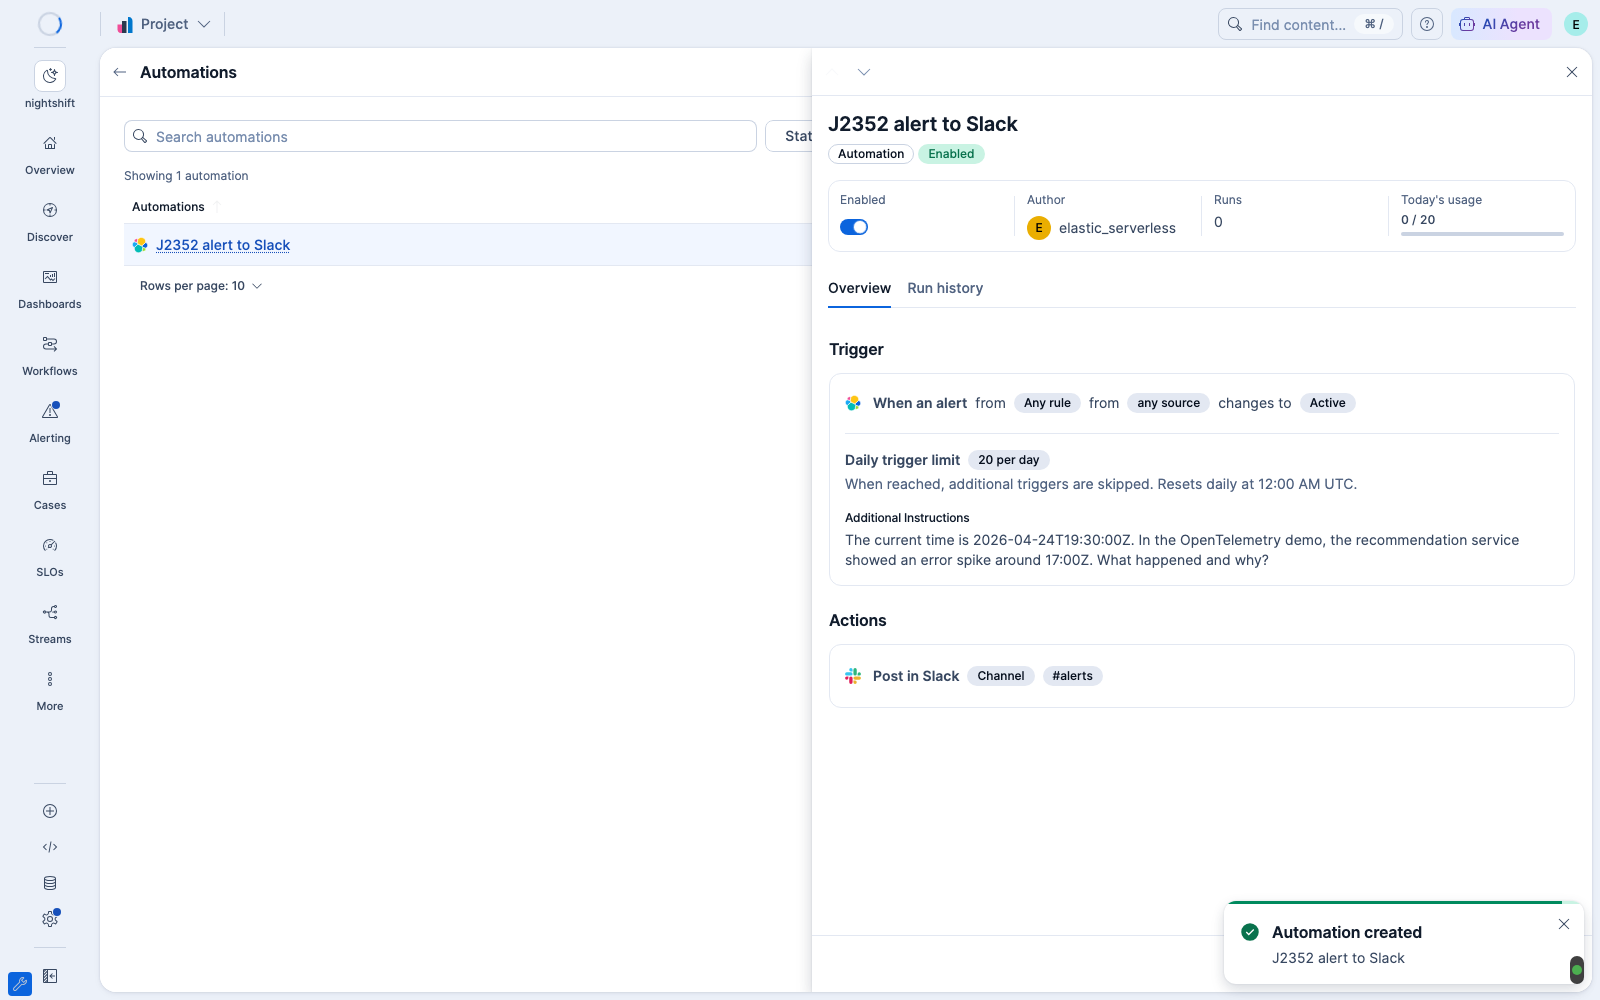 Project
Find content...
⌘ /
AI Agent
E
nightshift
Overview
Discover
Dashboards
Workflows
Alerting
Cases
SLOs
Streams
More
Automations
Search automations
Stat
Showing 1 automation
Automations
J2352 alert to Slack
Rows per page: 10
J2352 alert to Slack
Automation Enabled
Enabled
Author
E elastic_serverless
Runs
0
Today's usage
0 / 20
Overview Run history
Trigger
When an alert from Any rule from any source changes to Active
Daily trigger limit 20 per day
When reached, additional triggers are skipped. Resets daily at 12:00 AM UTC.
Additional Instructions
The current time is 2026-04-24T19:30:00Z. In the OpenTelemetry demo, the recommendation service
showed an error spike around 17:00Z. What happened and why?
Actions
Post in Slack Channel #alerts
Automation created
J2352 alert to Slack